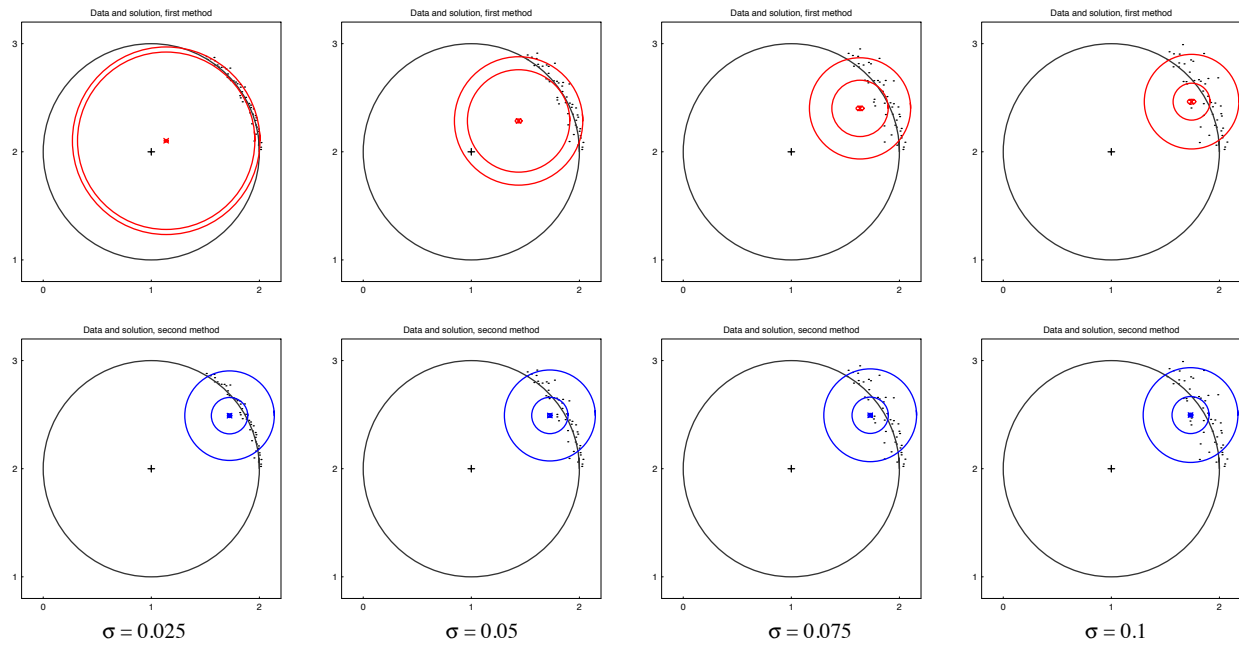 Data and solution, first method
Data and solution, first method
Data and solution, first method
Data and solution, first method
3
2
1
0 1 2
3
2
1
0 1 2
3
2
1
0 1 2
3
2
1
0 1 2
Data and solution, second method
Data and solution, second method
Data and solution, second method
Data and solution, second method
3
2
1
0 1 2
3
2
1
0 1 2
3
2
1
0 1 2
3
2
1
0 1 2
σ = 0.025
σ = 0.05
σ = 0.075
σ = 0.1